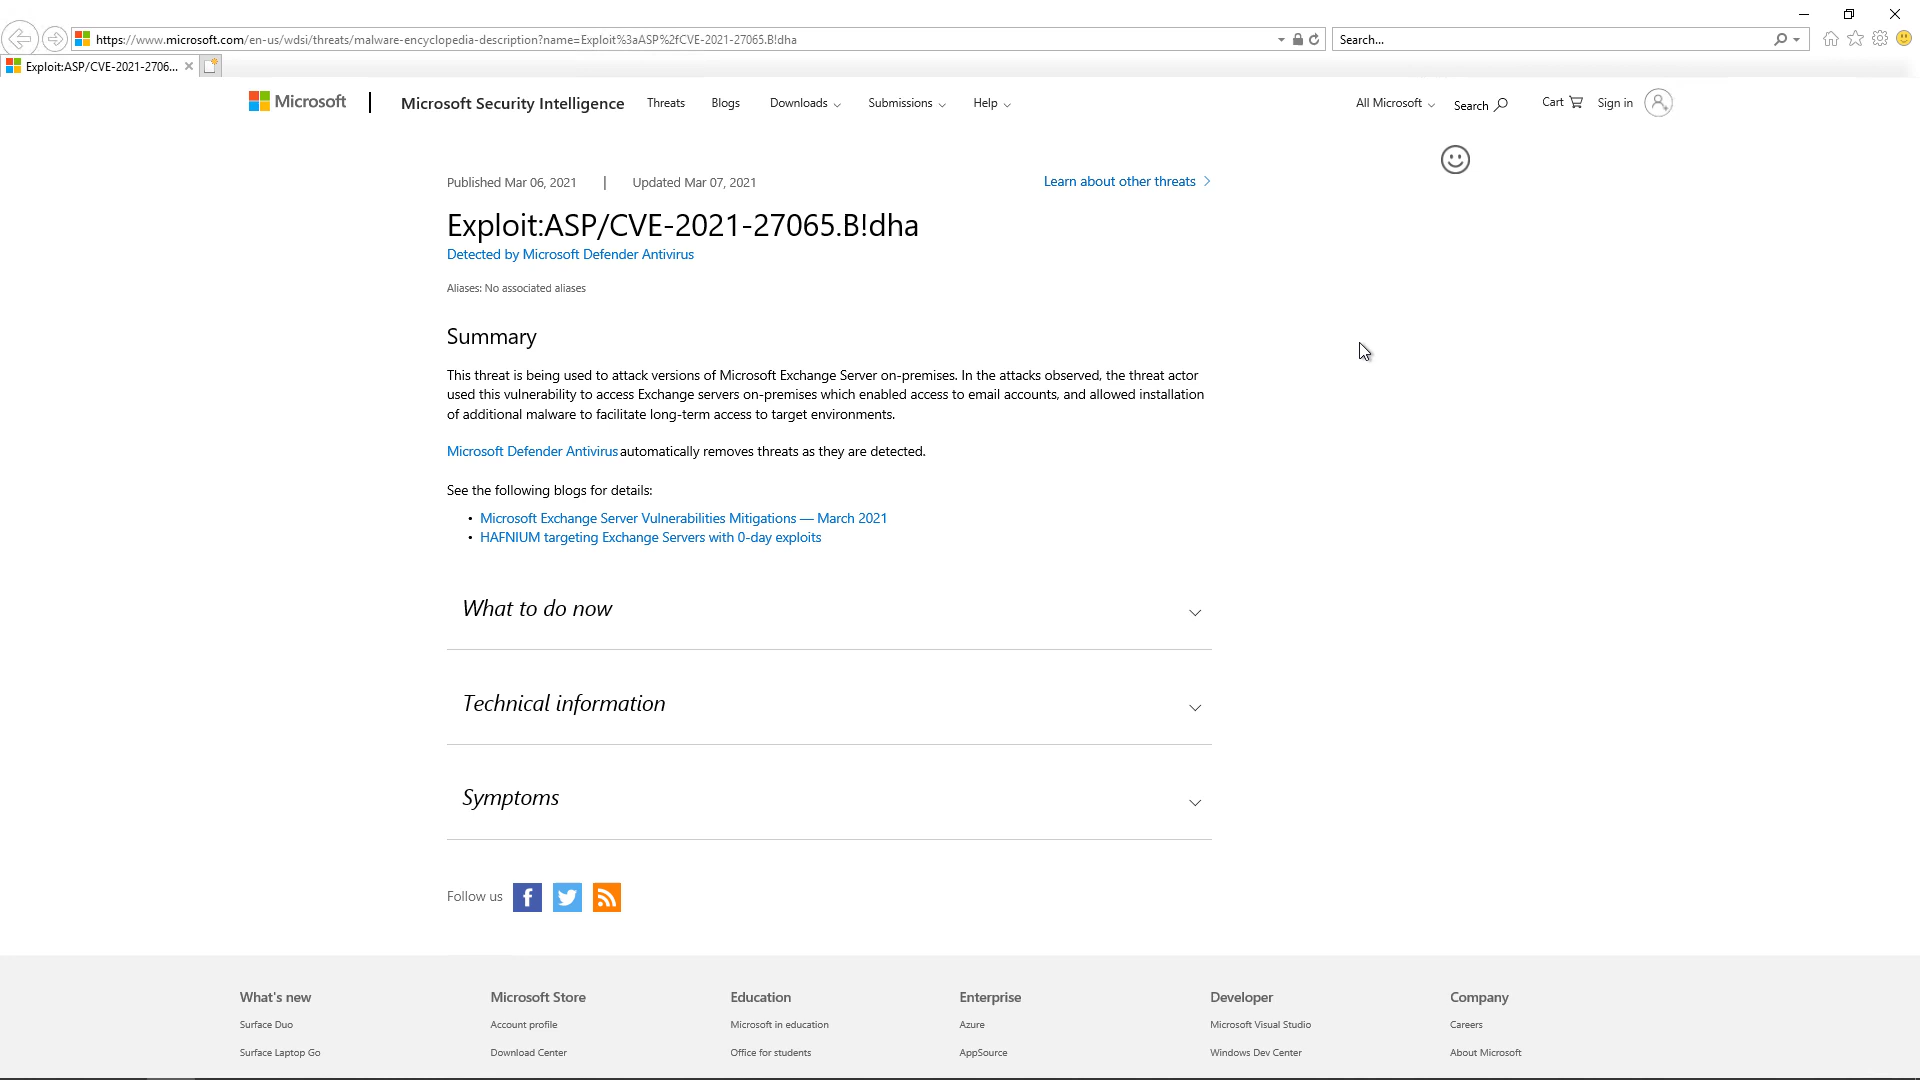 https://www.microsoft.com/en-us/wdsi/threats/malware-encyclopedia-description?name=Exploit%3aASP%2fCVE-2021-27065.B!dha
Search...
Exploit:ASP/CVE-2021-2706...
Microsoft
Microsoft Security Intelligence
Threats
Blogs
Downloads
Submissions
Help
All Microsoft
Search
Cart
Sign in
Published Mar 06, 2021 | Updated Mar 07, 2021
Learn about other threats
Exploit:ASP/CVE-2021-27065.B!dha
Detected by Microsoft Defender Antivirus
Aliases: No associated aliases
Summary
This threat is being used to attack versions of Microsoft Exchange Server on-premises. In the attacks observed, the threat actor
used this vulnerability to access Exchange servers on-premises which enabled access to email accounts, and allowed installation
of additional malware to facilitate long-term access to target environments.
Microsoft Defender Antivirus automatically removes threats as they are detected.
See the following blogs for details:
• Microsoft Exchange Server Vulnerabilities Mitigations — March 2021
• HAFNIUM targeting Exchange Servers with 0-day exploits
What to do now
Technical information
Symptoms
Follow us
What's new
Microsoft Store
Education
Enterprise
Developer
Company
Surface Duo
Account profile
Microsoft in education
Azure
Microsoft Visual Studio
Careers
Surface Laptop Go
Download Center
Office for students
AppSource
Windows Dev Center
About Microsoft